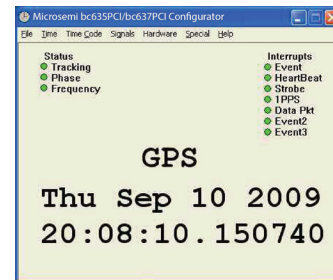 Microsemi bc635PCI/bc637PCI Configurator
File Time Time Code Signals Hardware Special Help
Status
Tracking
Phase
Frequency
Interrupts
Event
HeartBeat
Strobe
1PPS
Data Pkt
Event2
Event3
GPS
Thu Sep 10 2009
20:08:10.150740